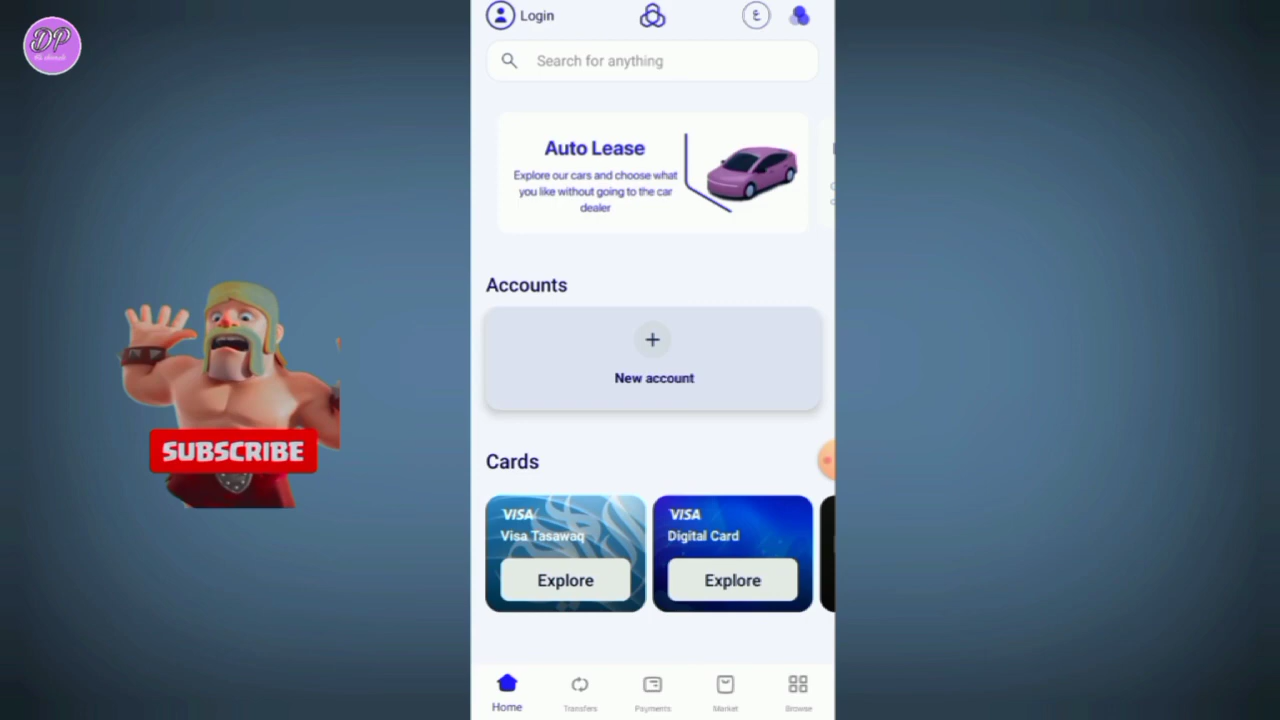 DP
Login
ع
Search for anything
Auto Lease
Explore our cars and choose what
you like without going to the car
dealer
Accounts
+
New account
SUBSCRIBE
Cards
VISA
Visa Tasawaq
Explore
VISA
Digital Card
Explore
Home
Transfers
Payments
Market
Browse